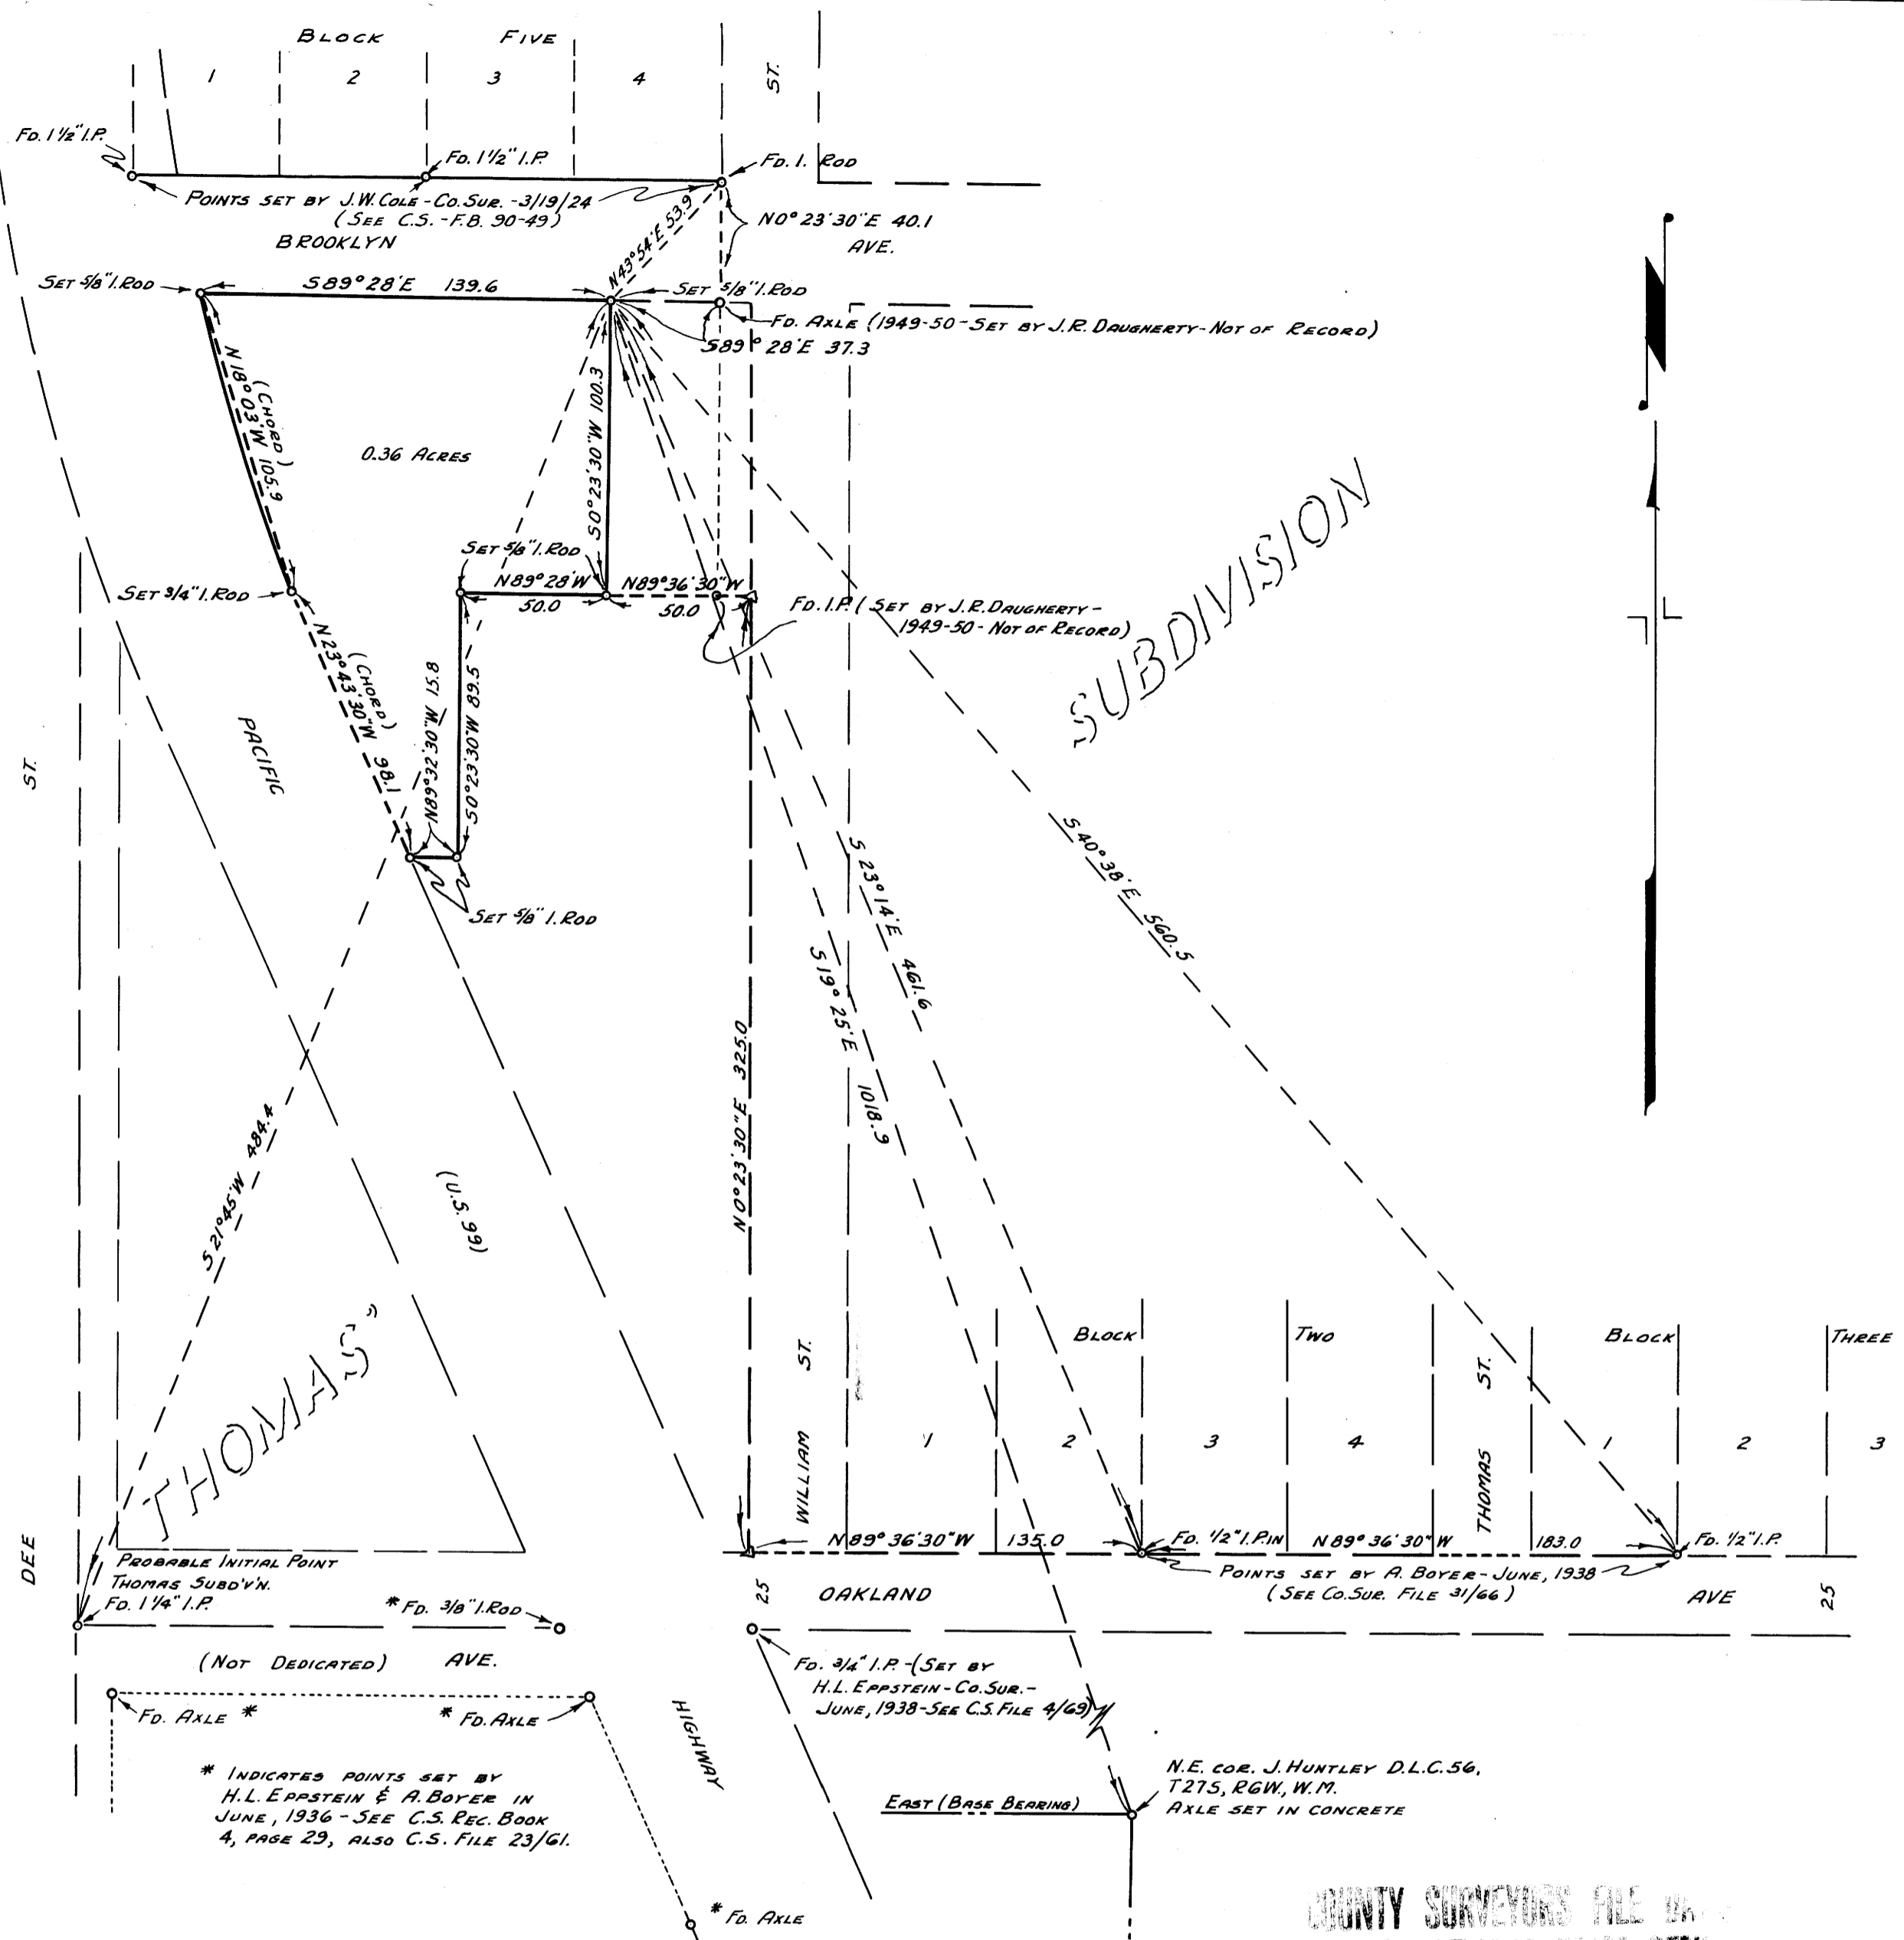 BLOCK FIVE
1 2 3 4 ST.
FD. 1 1/2" I.P.
FD. 1 1/2" I.P.
FD. I. ROD
POINTS SET BY J.W. COLE - CO. SUR. - 3/19/24
(SEE C.S. - F.B. 90-49)
BROOKLYN
AVE.
N43°54'E 53.9
N0°23'30"E 40.1
SET 5/8" I. ROD
S89°28'E 139.6
SET 5/8" I. ROD
FD. AXLE (1949-50 - SET BY J.R. DAUGHERTY - NOT OF RECORD)
S89°28'E 37.3
(CHORD)
N18°03'W 105.9
0.36 ACRES
S0°23'30"W 100.3
SET 5/8" I. ROD
N89°28'W
50.0
N89°36'30"W
50.0
SET 3/4" I. ROD
FD. I.P. (SET BY J.R. DAUGHERTY -
1949-50 - NOT OF RECORD)
(CHORD)
N23°43'30"W 98.1
N89°32'30"W 15.8
S0°23'30"W 89.5
SET 5/8" I. ROD
SUBDIVISION
ST.
PACIFIC
S40°38'E 560.5
S23°14'E 461.6
S19°25'E 1018.9
N0°23'30"E 325.0
S21°45'W 484.4
(U.S. 99)
"THOMAS"
BLOCK TWO
BLOCK THREE
WILLIAM ST.
1 2 3 4
THOMAS ST.
1 2 3
N89°36'30"W 135.0
FD. 1/2" I.PIN
N89°36'30"W 183.0
FD. 1/2" I.P.
POINTS SET BY A. BOYER - JUNE, 1938
(SEE CO. SUR. FILE 31/66)
DEE
PROBABLE INITIAL POINT
THOMAS SUBD'V'N.
FD. 1 1/4" I.P.
* FD. 3/8" I. ROD
25
OAKLAND
AVE
25
(NOT DEDICATED) AVE.
FD. 3/4" I.P. - (SET BY
H.L. EPPSTEIN - CO. SUR. -
JUNE, 1938 - SEE C.S. FILE 4/69)
FD. AXLE *
* FD. AXLE
HIGHWAY
* INDICATES POINTS SET BY
H.L. EPPSTEIN & A. BOYER IN
JUNE, 1936 - SEE C.S. REC. BOOK
4, PAGE 29, ALSO C.S. FILE 23/61.
EAST (BASE BEARING)
N.E. COR. J. HUNTLEY D.L.C. 56,
T27S, R6W., W.M.
AXLE SET IN CONCRETE
* FD. AXLE
COUNTY SURVEYORS FILE